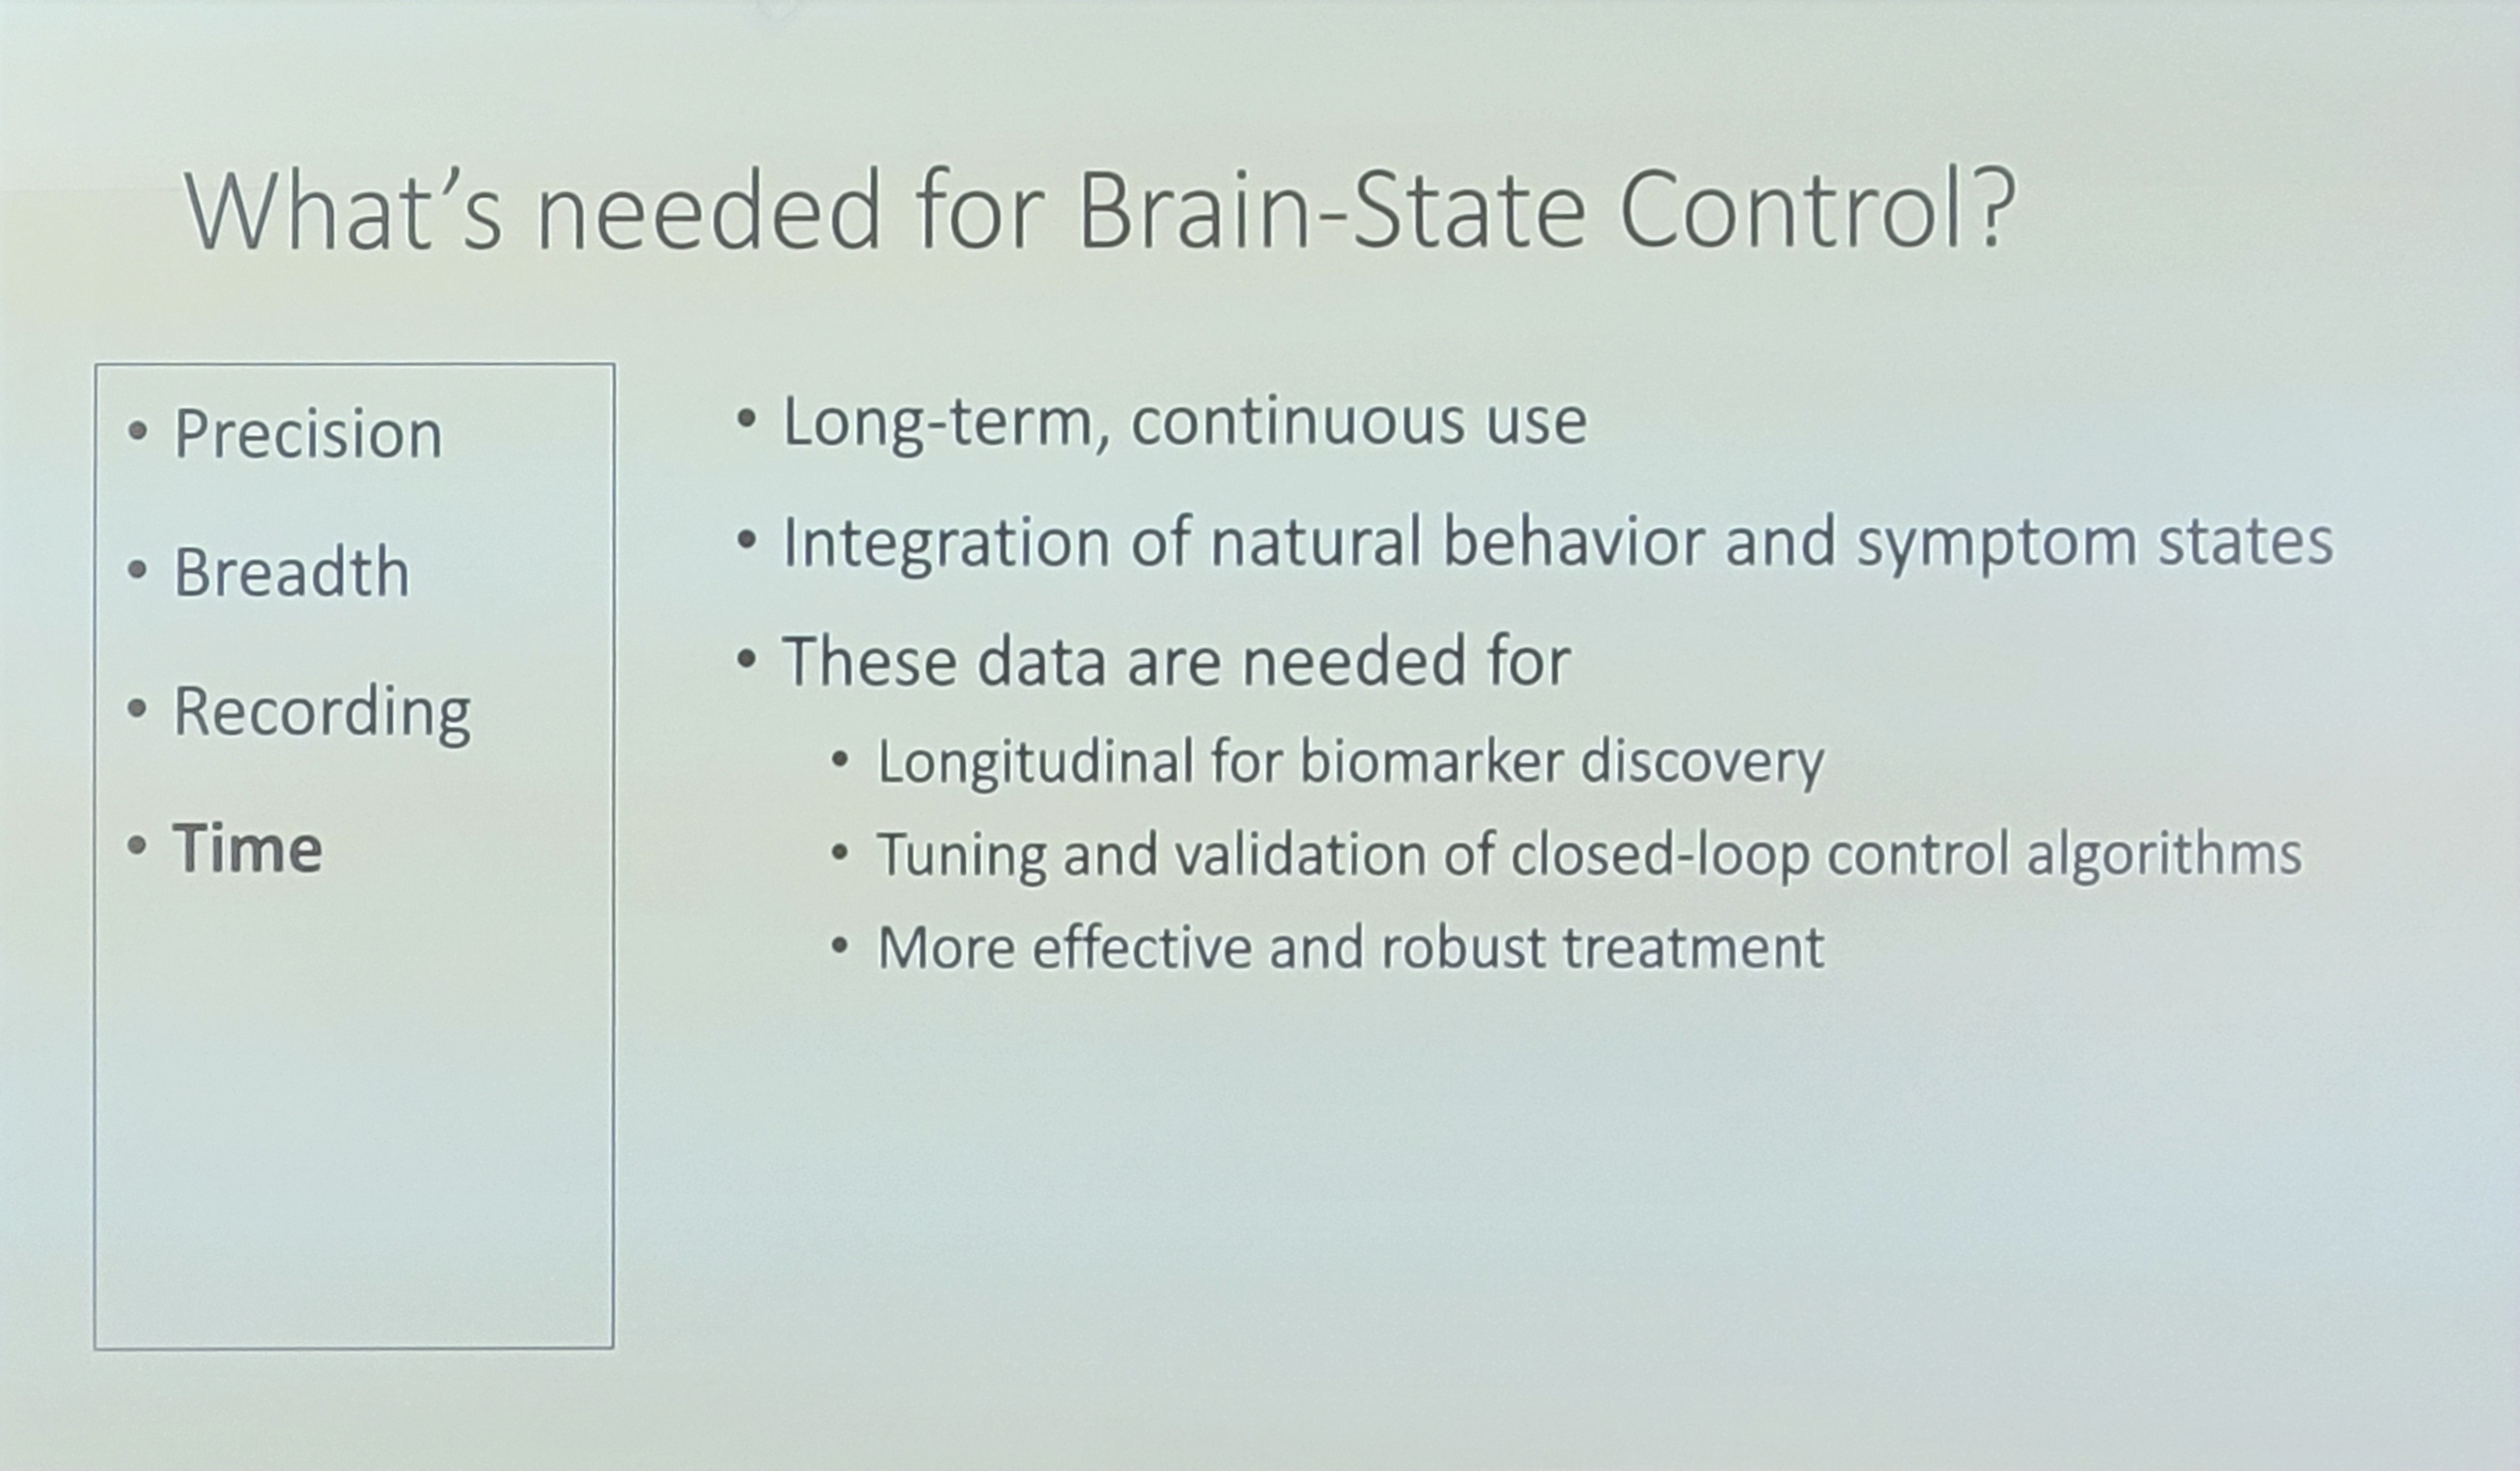 What's needed for Brain-State Control?
• Precision
• Breadth
• Recording
• Time
• Long-term, continuous use
• Integration of natural behavior and symptom states
• These data are needed for
• Longitudinal for biomarker discovery
• Tuning and validation of closed-loop control algorithms
• More effective and robust treatment